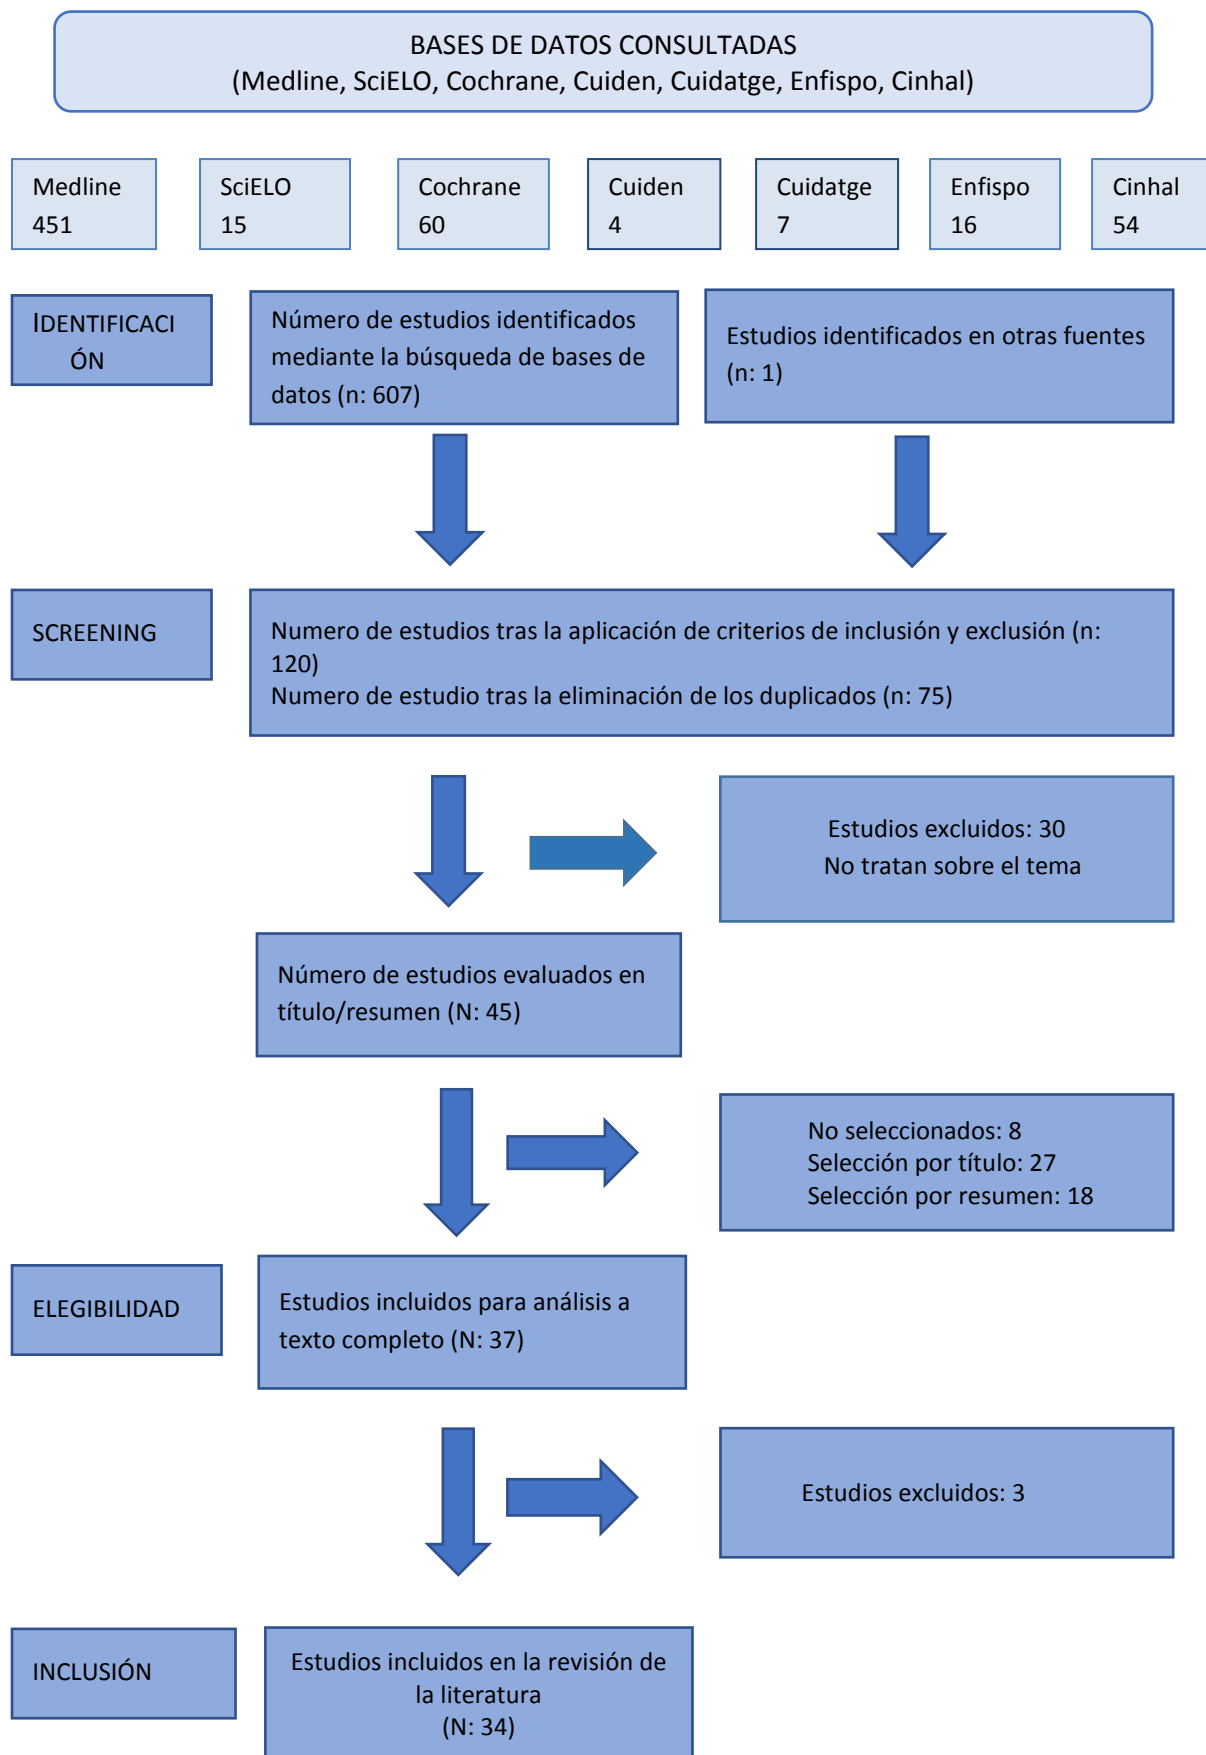 BASES DE DATOS CONSULTADAS
(Medline, SciELO, Cochrane, Cuiden, Cuidatge, Enfispo, Cinhal)
Medline
451
SciELO
15
Cochrane
60
Cuiden
4
Cuidatge
7
Enfispo
16
Cinhal
54
IDENTIFICACI
ÓN
Número de estudios identificados
mediante la búsqueda de bases de
datos (n: 607)
Estudios identificados en otras fuentes
(n: 1)
SCREENING
Numero de estudios tras la aplicación de criterios de inclusión y exclusión (n:
120)
Numero de estudio tras la eliminación de los duplicados (n: 75)
Estudios excluidos: 30
No tratan sobre el tema
Número de estudios evaluados en
título/resumen (N: 45)
No seleccionados: 8
Selección por título: 27
Selección por resumen: 18
ELEGIBILIDAD
Estudios incluidos para análisis a
texto completo (N: 37)
Estudios excluidos: 3
INCLUSIÓN
Estudios incluidos en la revisión de
la literatura
(N: 34)